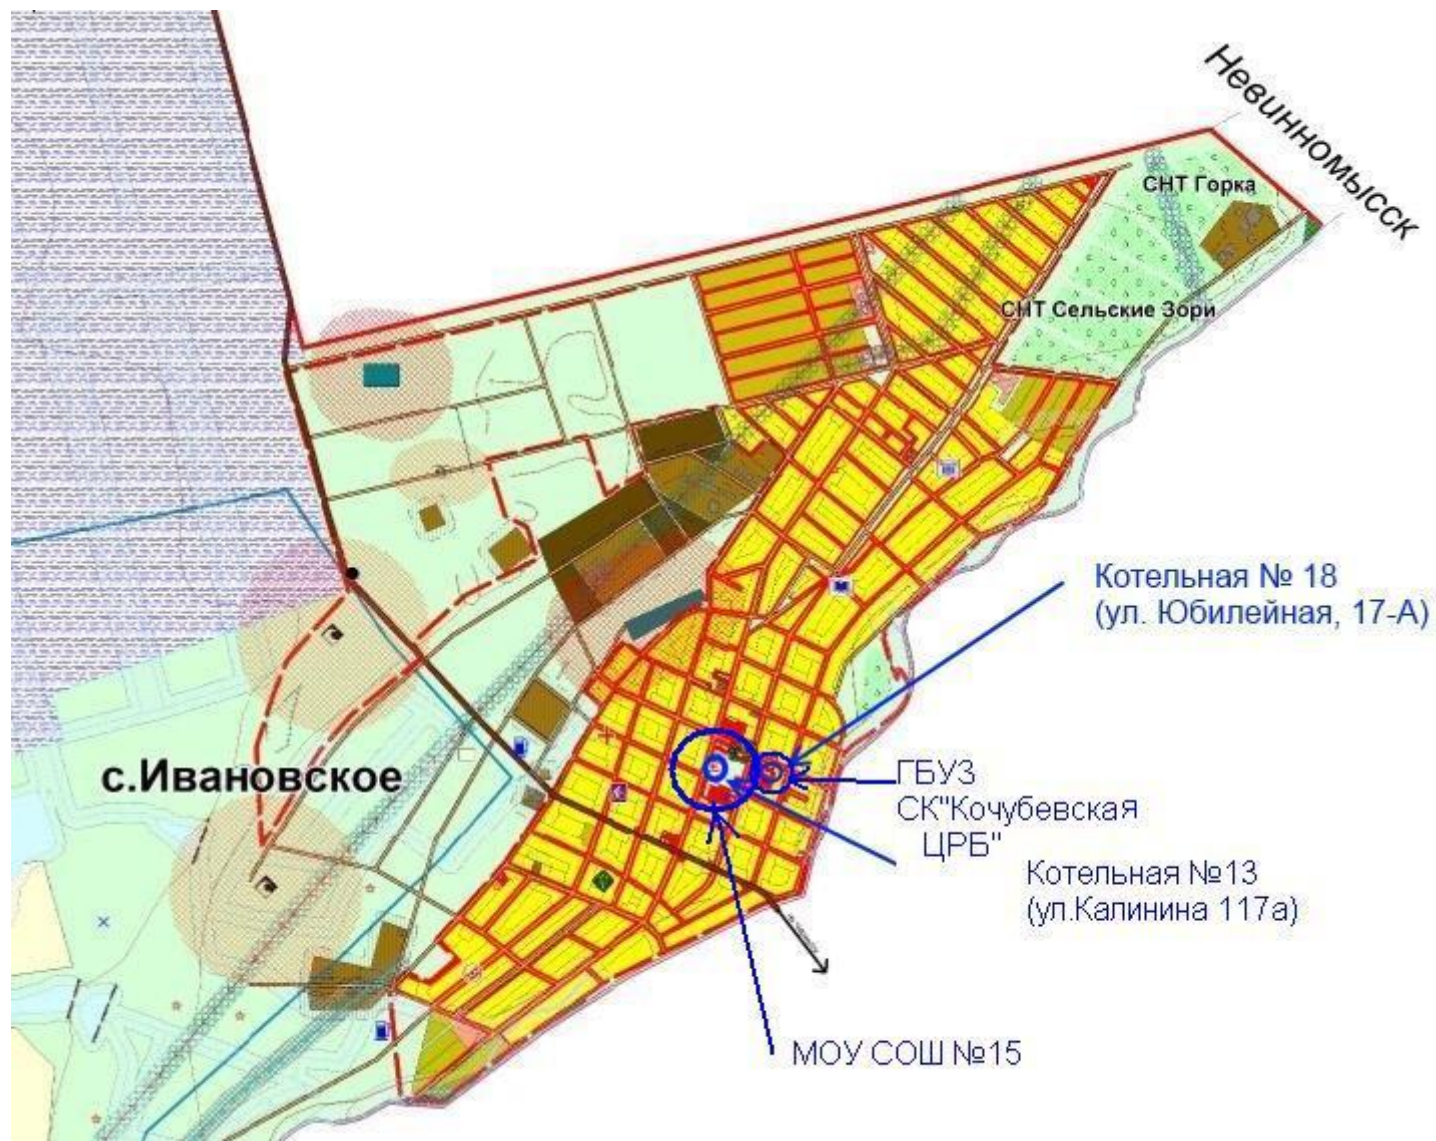 Невинномысск
СНТ Горка
СНТ Сельские Зори
Котельная № 18
(ул. Юбилейная, 17-А)
с.Ивановское
ГБУЗ
СК"Кочубевская
ЦРБ"
Котельная №13
(ул.Калинина 117а)
МОУ СОШ №15